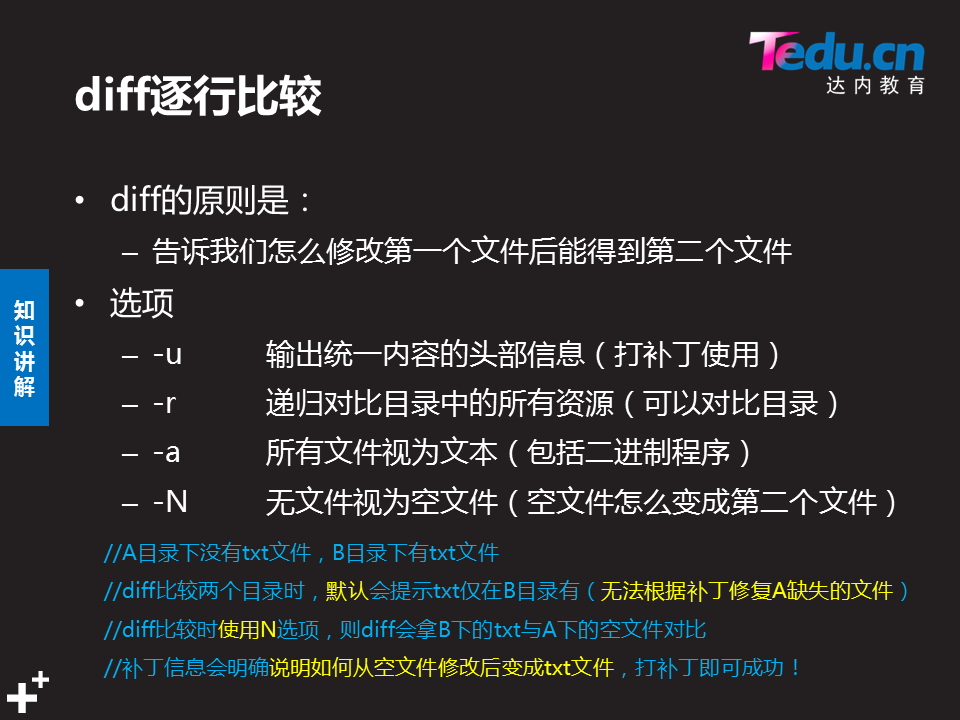 Tedu.cn
达内教育
diff逐行比较
• diff的原则是：
– 告诉我们怎么修改第一个文件后能得到第二个文件
• 选项
– -u 输出统一内容的头部信息（打补丁使用）
– -r 递归对比目录中的所有资源（可以对比目录）
– -a 所有文件视为文本（包括二进制程序）
– -N 无文件视为空文件（空文件怎么变成第二个文件）
//A目录下没有txt文件，B目录下有txt文件
//diff比较两个目录时，默认会提示txt仅在B目录有（无法根据补丁修复A缺失的文件）
//diff比较时使用N选项，则diff会拿B下的txt与A下的空文件对比
//补丁信息会明确说明如何从空文件修改后变成txt文件，打补丁即可成功！
知识讲解